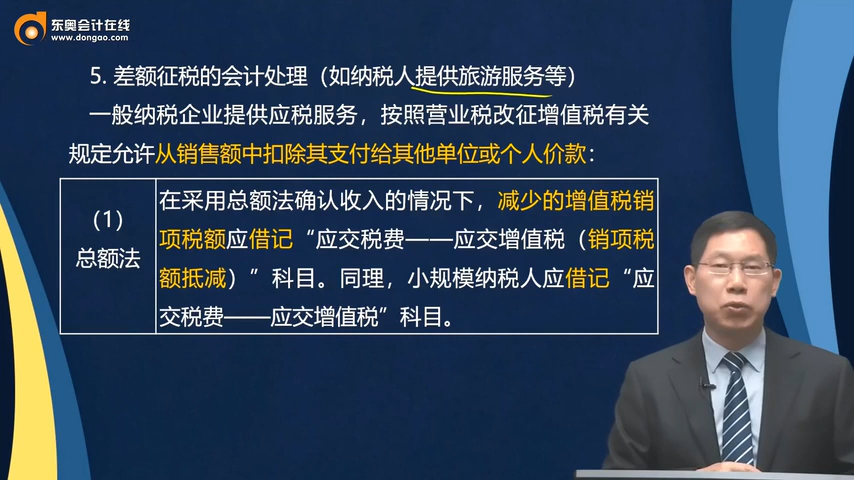 东奥会计在线
www.dongao.com
5. 差额征税的会计处理（如纳税人提供旅游服务等）
一般纳税企业提供应税服务，按照营业税改征增值税有关
规定允许从销售额中扣除其支付给其他单位或个人价款：
（1）
总额法
在采用总额法确认收入的情况下，减少的增值税销
项税额应借记“应交税费——应交增值税（销项税
额抵减）”科目。同理，小规模纳税人应借记“应
交税费——应交增值税”科目。